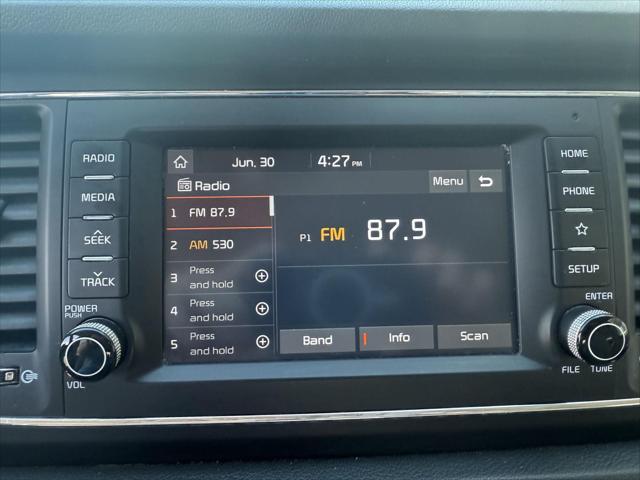 RADIO
MEDIA
SEEK
TRACK
POWER
PUSH
VOL
Jun, 30
4:27 PM
Radio
Menu
1 FM 87.9
2 AM 530
3 Press
and hold
4 Press
and hold
5 Press
and hold
P1 FM 87.9
Band
Info
Scan
HOME
PHONE
SETUP
ENTER
FILE TUNE